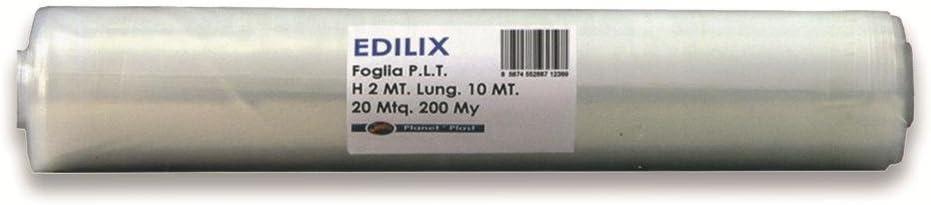 EDILIX
Foglia P.L.T.
H 2 MT. Lung. 10 MT.
20 Mtq. 200 My
Planet Plast